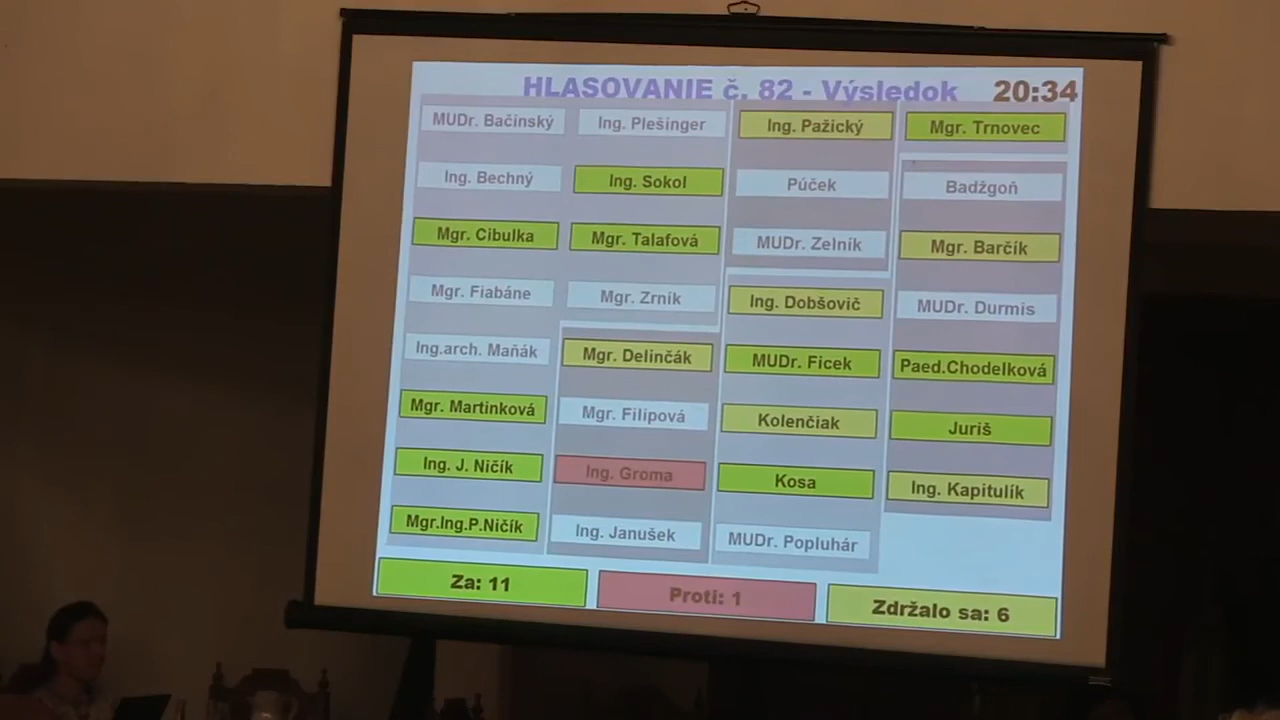 HLASOVANIE č. 82 - Výsledok 20:34
MUDr. Bačinský
Ing. Bechný
Mgr. Cibulka
Mgr. Fiabáne
Ing.arch. Maňák
Mgr. Martinková
Ing. J. Ničík
Mgr.Ing.P.Ničík
Ing. Plešinger
Ing. Sokol
Mgr. Talafová
Mgr. Zrník
Mgr. Delinčák
Mgr. Filipová
Ing. Groma
Ing. Janušek
Ing. Pažický
Púček
MUDr. Zelník
Ing. Dobšovič
MUDr. Ficek
Kolenčiak
Kosa
MUDr. Popluhár
Mgr. Trnovec
Badžgoň
Mgr. Barčík
MUDr. Durmis
Paed.Chodelková
Juriš
Ing. Kapitulík
Za: 11
Proti: 1
Zdržalo sa: 6